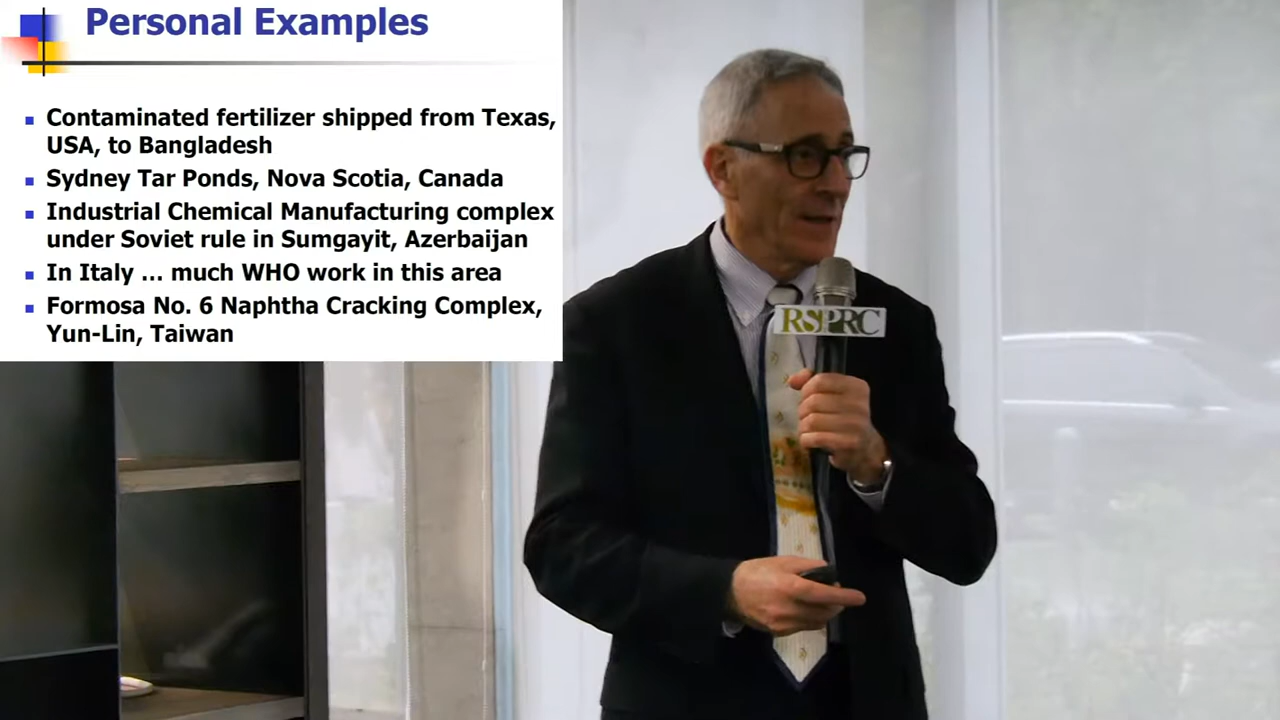 Personal Examples
Contaminated fertilizer shipped from Texas,
USA, to Bangladesh
Sydney Tar Ponds, Nova Scotia, Canada
Industrial Chemical Manufacturing complex
under Soviet rule in Sumgayit, Azerbaijan
In Italy … much WHO work in this area
Formosa No. 6 Naphtha Cracking Complex,
Yun-Lin, Taiwan
RSPRC